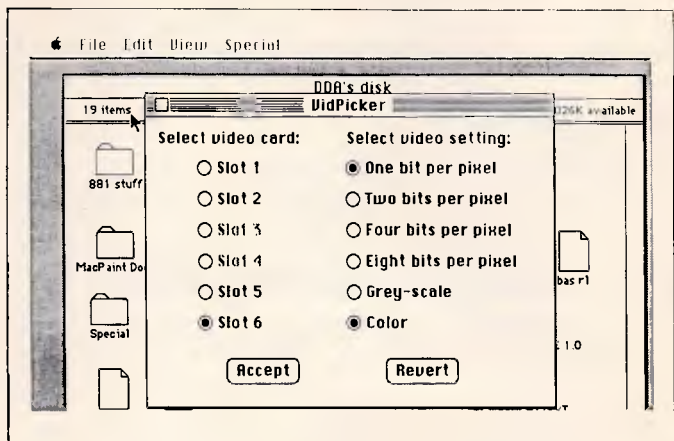 File Edit View Special
DDA's disk
19 items
026K available
VidPicker
Select video card:
Slot 1
Slot 2
Slot 3
Slot 4
Slot 5
Slot 6
Select video setting:
One bit per pixel
Two bits per pixel
Four bits per pixel
Eight bits per pixel
Grey-scale
Color
Accept
Revert
881 stuff
MacPaint Do
Special
bas r1
1.0